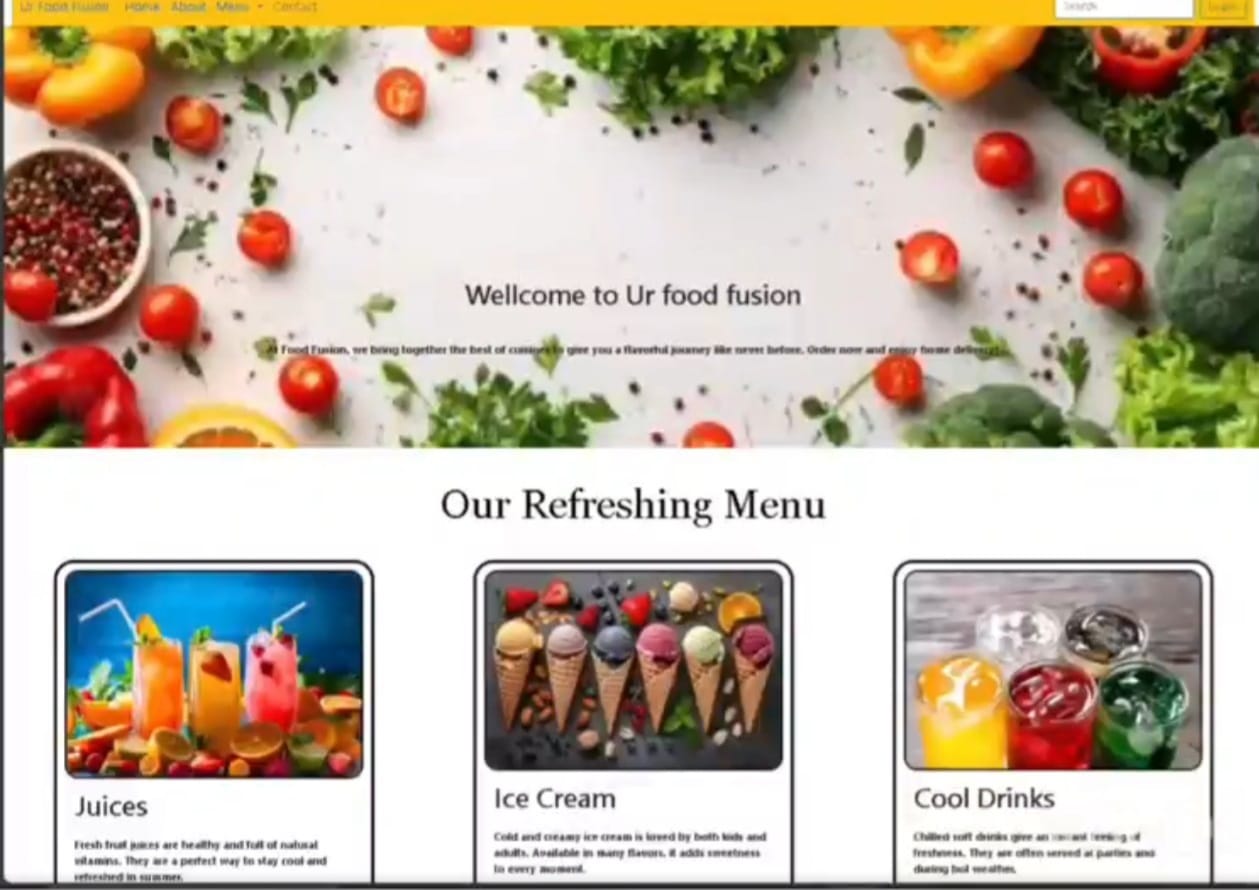 Ur Food Fusion Home About Menu Contact Search Login
Wellcome to Ur food fusion
At Food Fusion, we bring together the best of cuisines to give you a flavorful journey like never before. Order now and enjoy home delivery
Our Refreshing Menu
Juices
Fresh fruit juices are healthy and full of natural
vitamins. They are a perfect way to stay cool and
refreshed in summer.
Ice Cream
Cold and creamy ice cream is loved by both kids and
adults. Available in many flavors, it adds sweetness
to every moment.
Cool Drinks
Chilled soft drinks give an instant feeling of
freshness. They are often served at parties and
during hot weather.